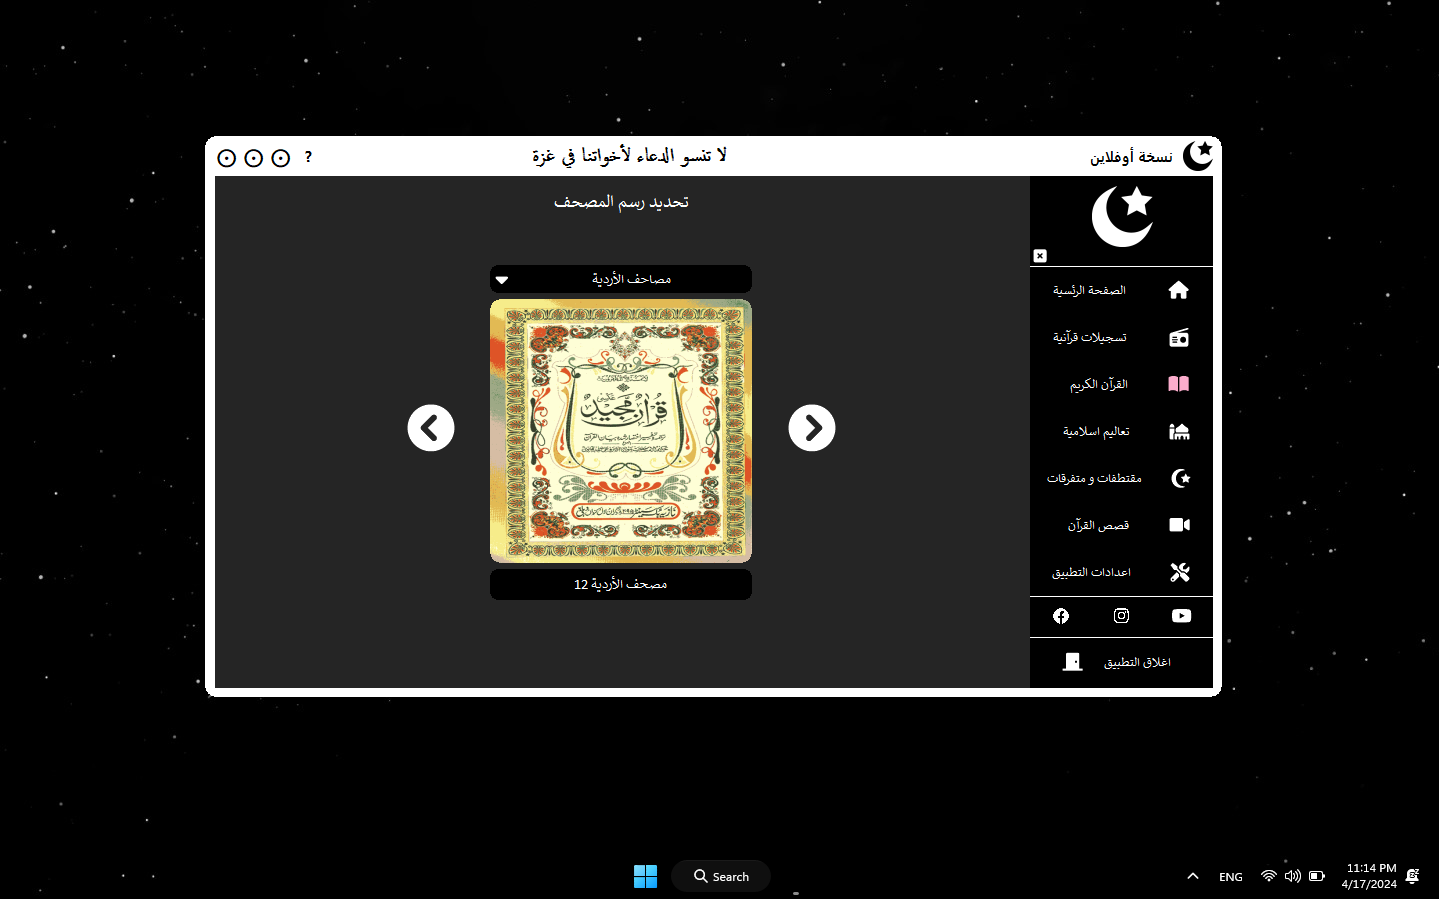 نسخة أوفلاين
لا تنسو الدعاء لأخواتنا في غزة
?
تحديد رسم المصحف
مصاحف الأردية
قرآن مجيد
مصحف الأردية 12
الصفحة الرئسية
تسجيلات قرآنية
القرآن الكريم
تعاليم اسلامية
مقتطفات و متفرقات
قصص القرآن
اعدادات التطبيق
اغلاق التطبيق
Search
ENG
11:14 PM
4/17/2024